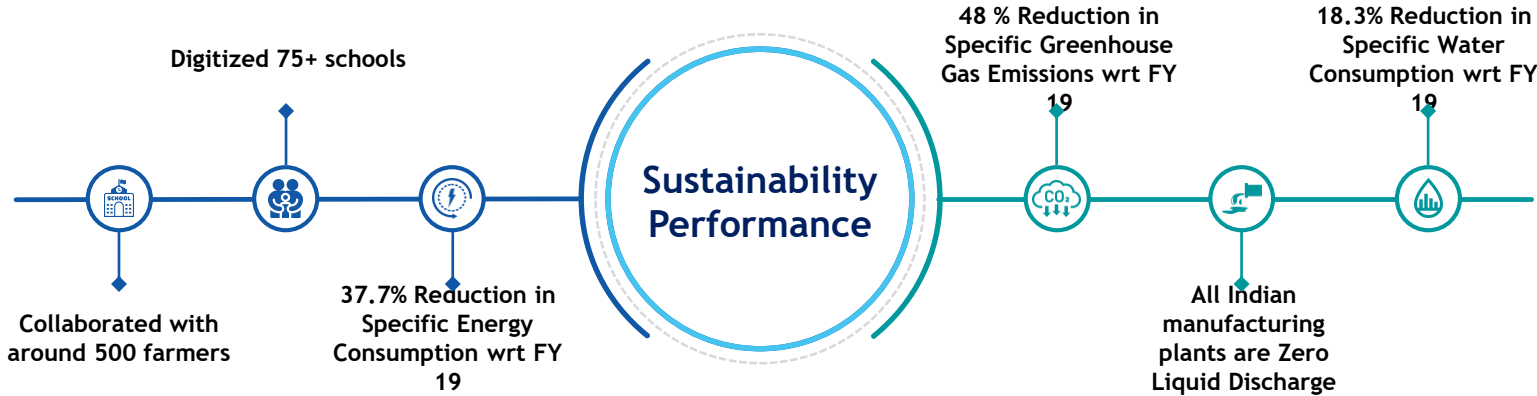 Digitized 75+ schools
SCHOOL
Collaborated with
around 500 farmers
37.7% Reduction in
Specific Energy
Consumption wrt FY
19
Sustainability
Performance
48 % Reduction in
Specific Greenhouse
Gas Emissions wrt FY
19
CO₂
All Indian
manufacturing
plants are Zero
Liquid Discharge
18.3% Reduction in
Specific Water
Consumption wrt FY
19